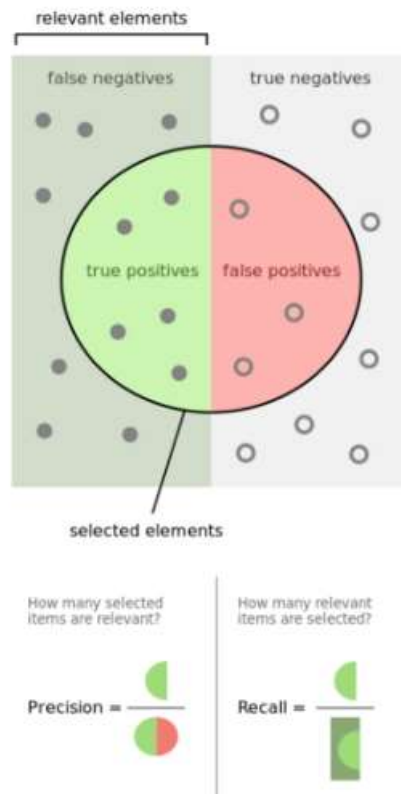 relevant elements
false negatives
true negatives
true positives
false positives
selected elements
How many selected
items are relevant?
Precision =
How many relevant
items are selected?
Recall =